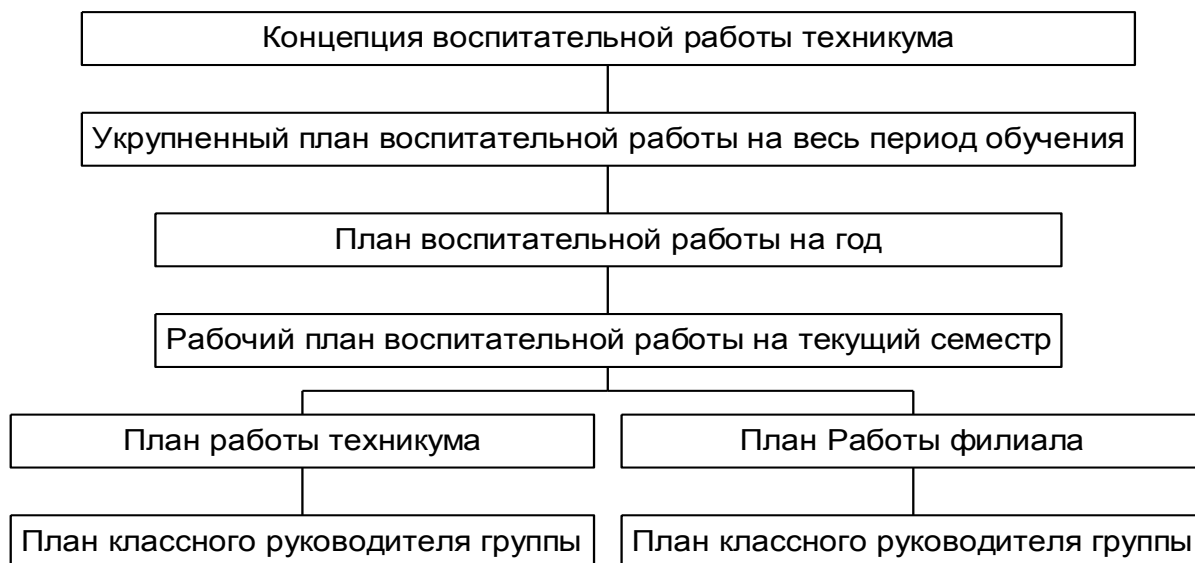 Концепция воспитательной работы техникума
Укрупненный план воспитательной работы на весь период обучения
План воспитательной работы на год
Рабочий план воспитательной работы на текущий семестр
План работы техникума
План Работы филиала
План классного руководителя группы
План классного руководителя группы